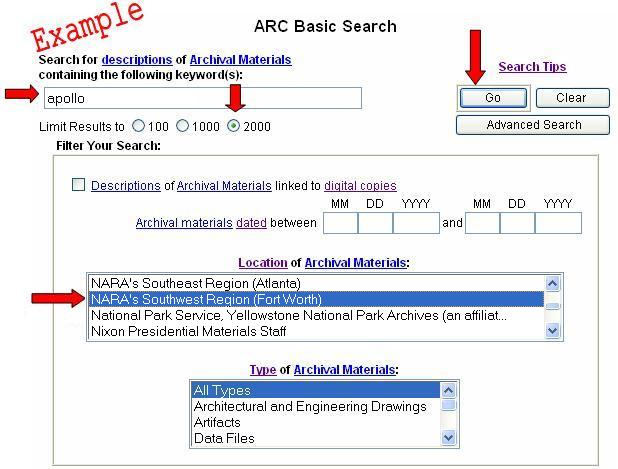 Example
ARC Basic Search
Search for descriptions of Archival Materials
containing the following keyword(s):
Search Tips
apollo
Go
Clear
Limit Results to 100 1000 2000
Advanced Search
Filter Your Search:
Descriptions of Archival Materials linked to digital copies
MM DD YYYY MM DD YYYY
Archival materials dated between and
Location of Archival Materials:
NARA's Southeast Region (Atlanta)
NARA's Southwest Region (Fort Worth)
National Park Service, Yellowstone National Park Archives (an affiliat...
Nixon Presidential Materials Staff
Type of Archival Materials:
All Types
Architectural and Engineering Drawings
Artifacts
Data Files